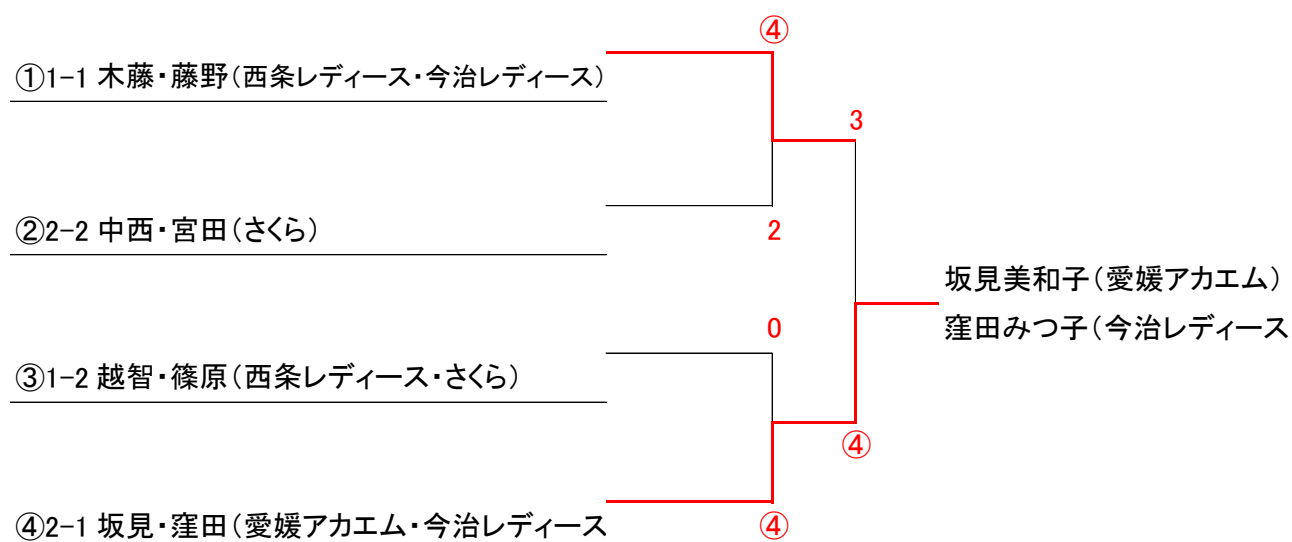 ④
①1-1 木藤・藤野(西条レディース・今治レディース)
3
②2-2 中西・宮田(さくら)
2
坂見美和子(愛媛アカエム)
窪田みつ子(今治レディース
0
③1-2 越智・篠原(西条レディース・さくら)
④
④2-1 坂見・窪田(愛媛アカエム・今治レディース
④